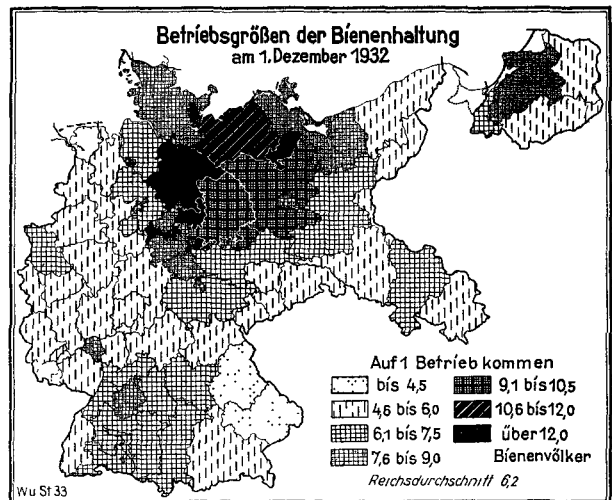 Betriebsgrößen der Bienenhaltung
am 1. Dezember 1932
Auf 1 Betrieb kommen
bis 4,5
4,6 bis 6,0
6,1 bis 7,5
7,6 bis 9,0
9,1 bis 10,5
10,6 bis 12,0
über 12,0
Bienenvölker
Reichsdurchschnitt 6,2
Wu St 33